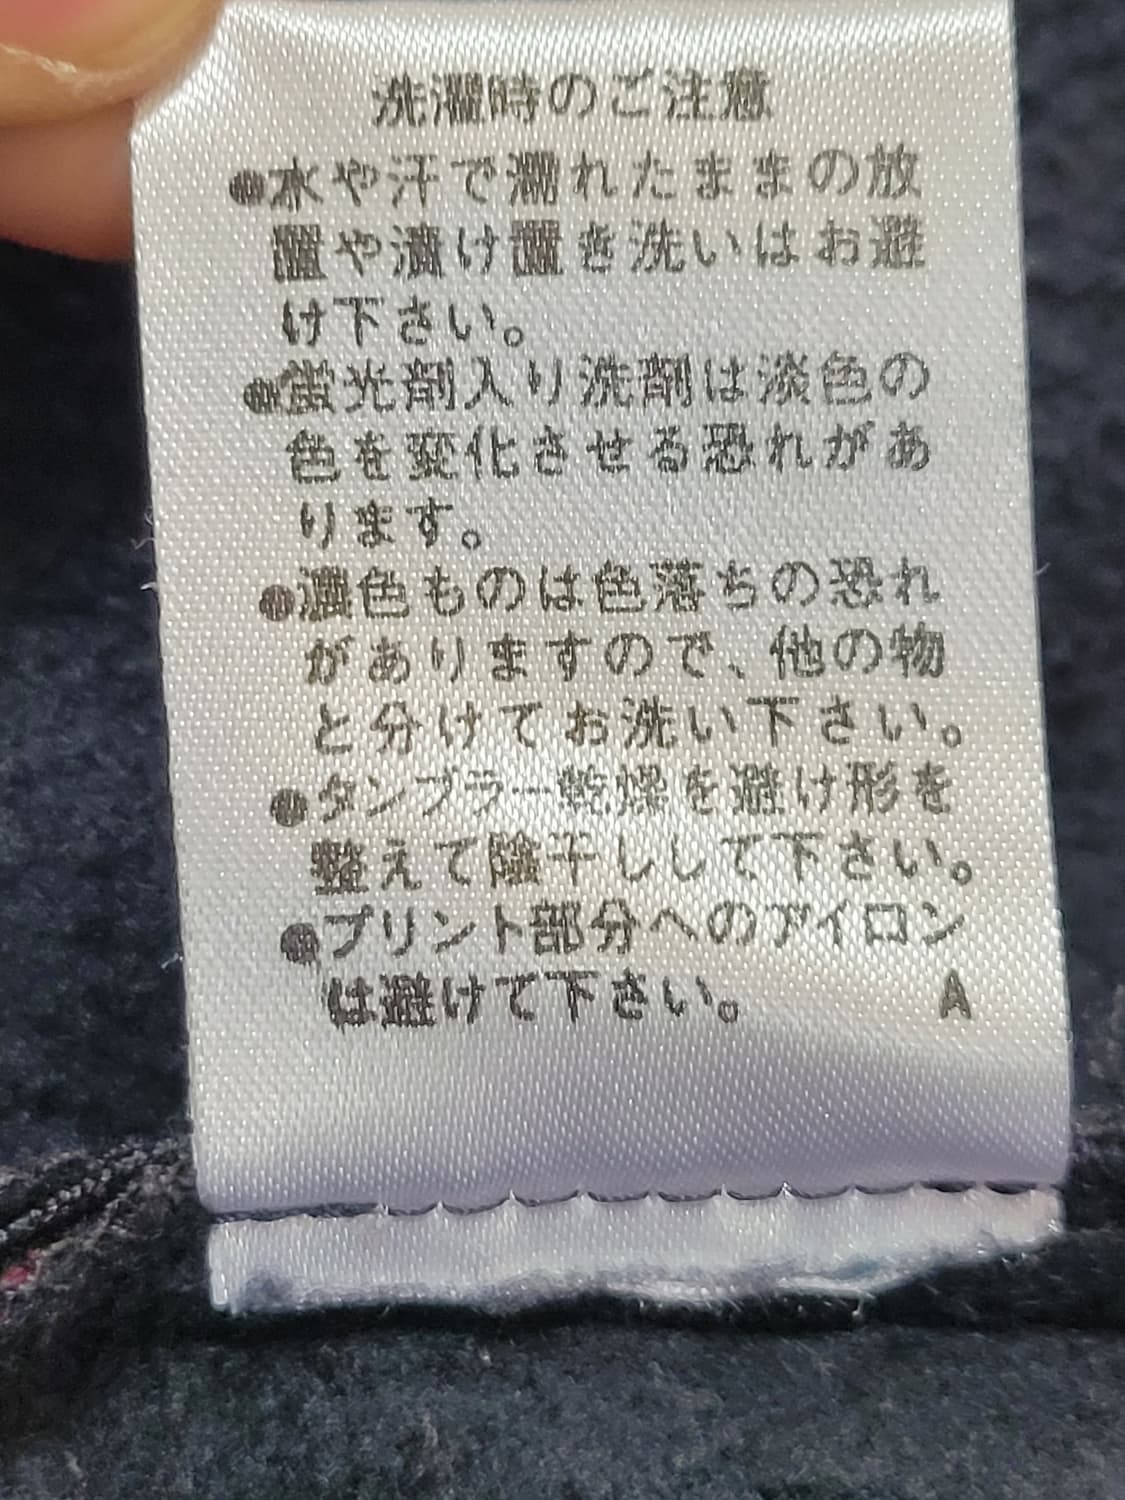 洗濯時のご注意
●水や汗で濡れたままの放
置や漬け置き洗いはお避
け下さい。
●蛍光剤入り洗剤は淡色の
色を変化させる恐れがあ
ります。
●濃色ものは色落ちの恐れ
がありますので、他の物
と分けてお洗い下さい。
●タンブラー乾燥を避け形を
整えて陰干しして下さい。
●プリント部分へのアイロン
は避けて下さい。 A